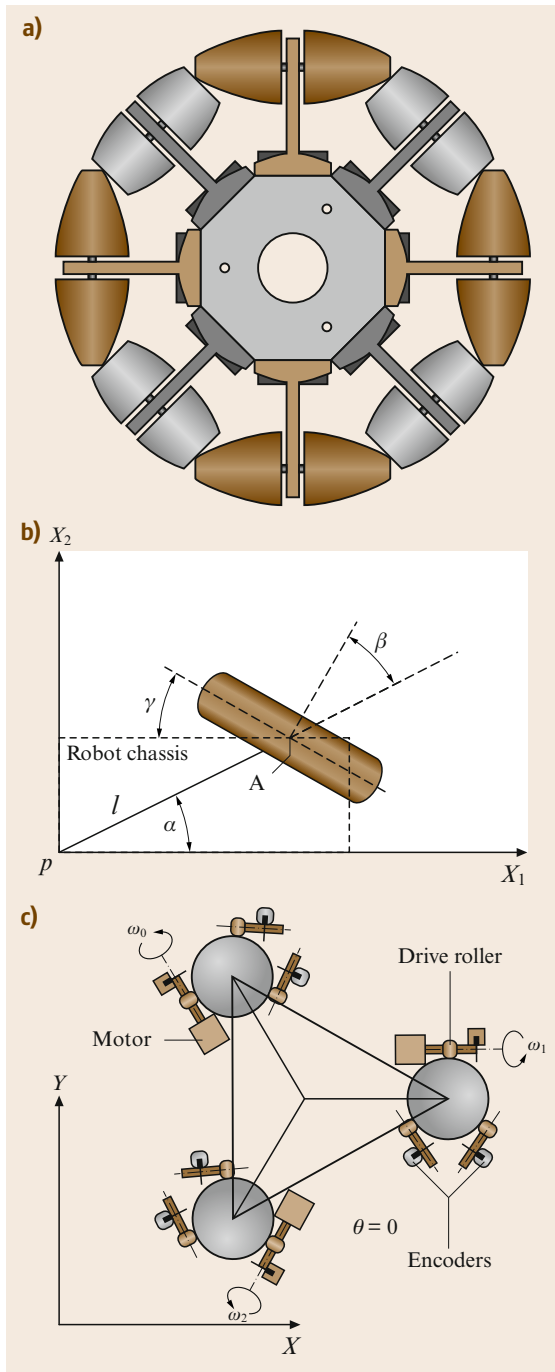 a)
b)
X₂
β
γ
Robot chassis
A
l
α
p
X₁
c)
ω₀
Drive roller
Motor
ω₁
Y
θ = 0
Encoders
ω₂
X